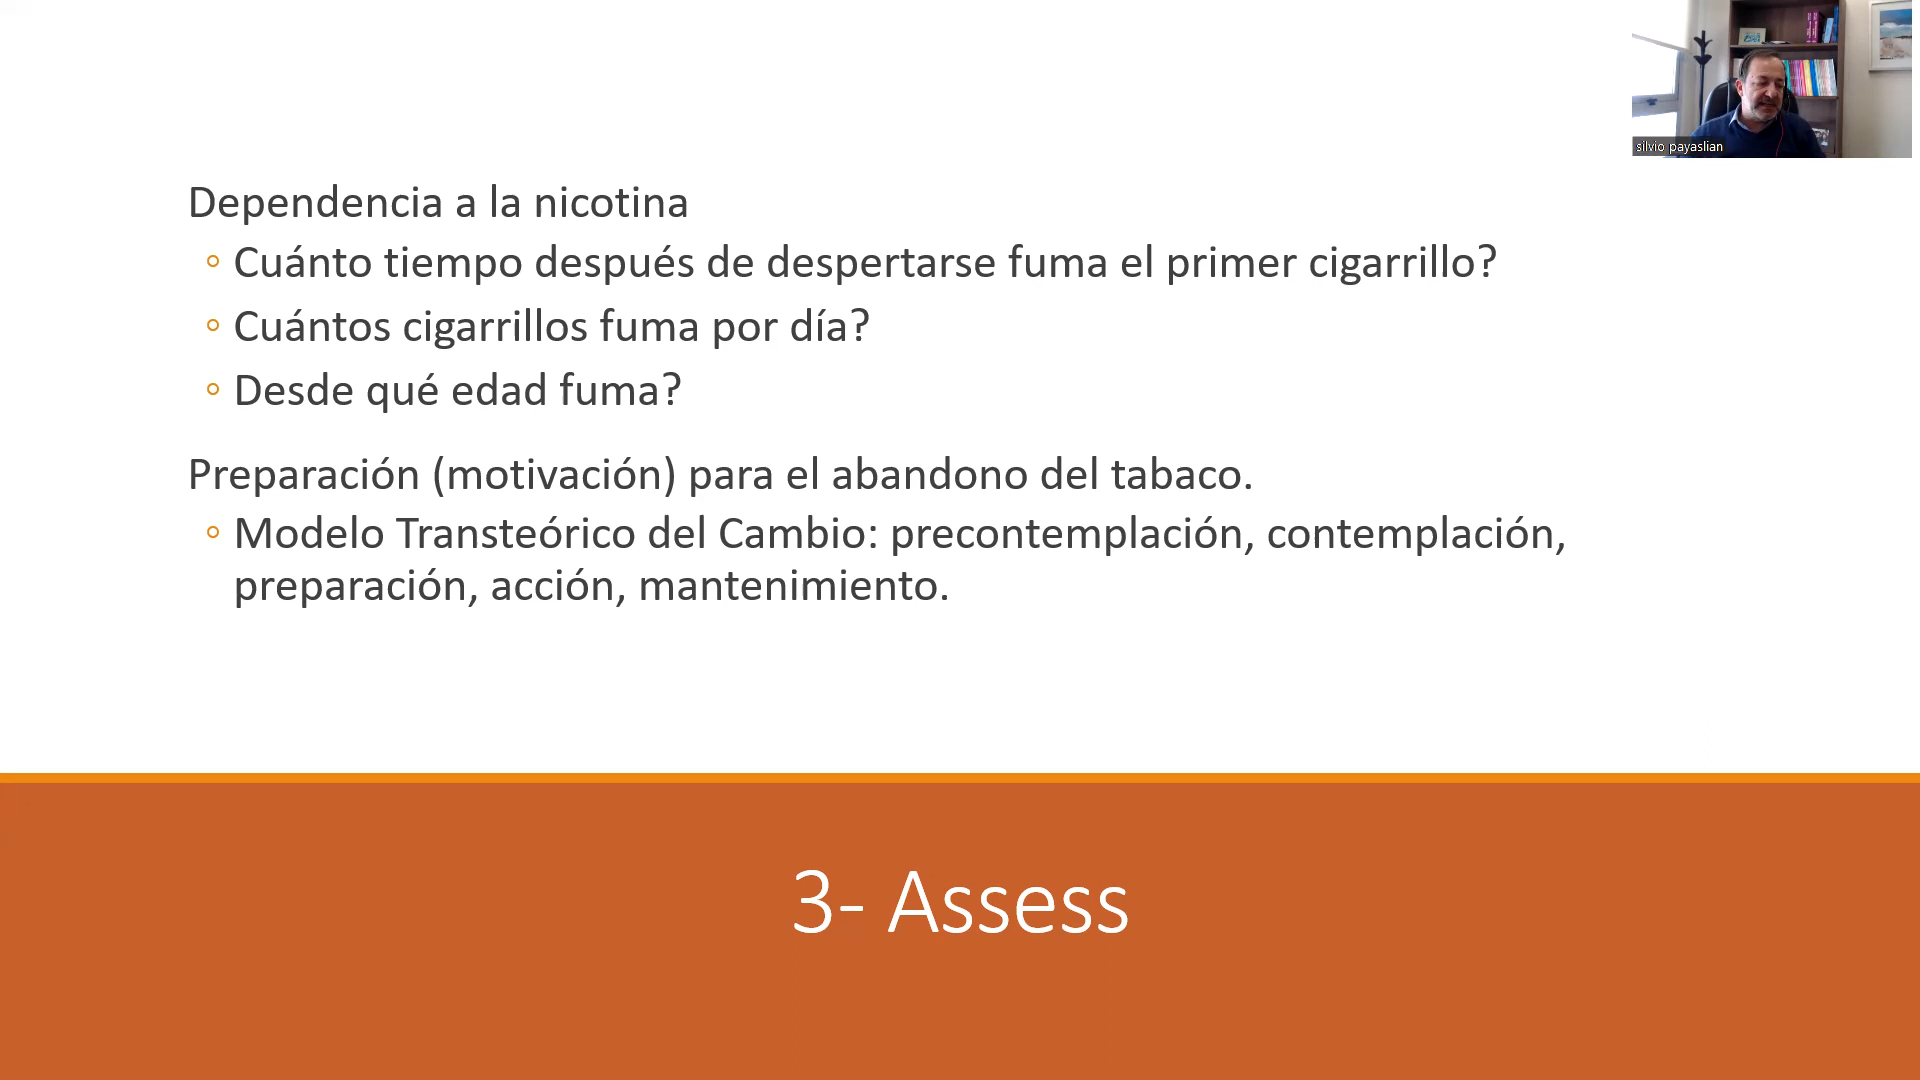 silvio payaslian
Dependencia a la nicotina
◦ Cuánto tiempo después de despertarse fuma el primer cigarrillo?
◦ Cuántos cigarrillos fuma por día?
◦ Desde qué edad fuma?
Preparación (motivación) para el abandono del tabaco.
◦ Modelo Transteórico del Cambio: precontemplación, contemplación,
preparación, acción, mantenimiento.
3- Assess